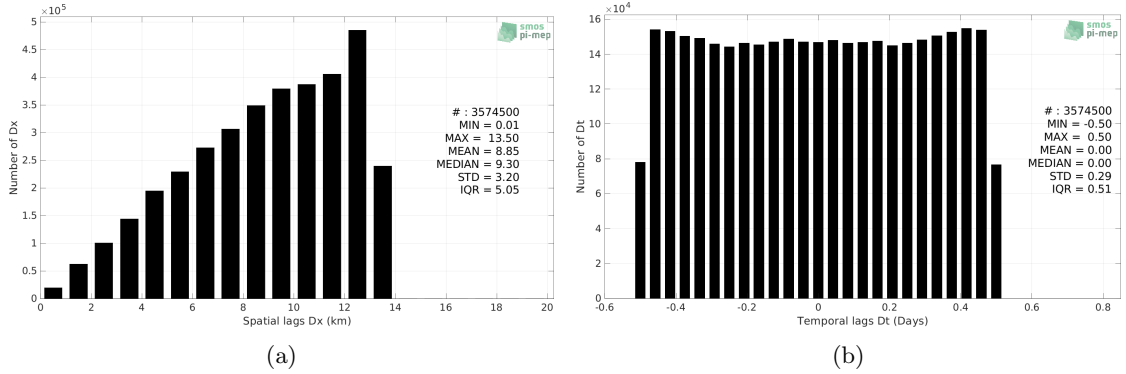 ×10⁵
5
4.5
4
3.5
3
2.5
2
1.5
1
0.5
0
Number of Dx
0 2 4 6 8 10 12 14 16 18 20
Spatial lags Dx (km)
smos
pi-mep
# : 3574500
MIN = 0.01
MAX = 13.50
MEAN = 8.85
MEDIAN = 9.30
STD = 3.20
IQR = 5.05
(a)
×10⁴
16
14
12
10
8
6
4
2
0
Number of Dt
-0.6 -0.4 -0.2 0 0.2 0.4 0.6 0.8
Temporal lags Dt (Days)
smos
pi-mep
# : 3574500
MIN = -0.50
MAX = 0.50
MEAN = 0.00
MEDIAN = 0.00
STD = 0.29
IQR = 0.51
(b)